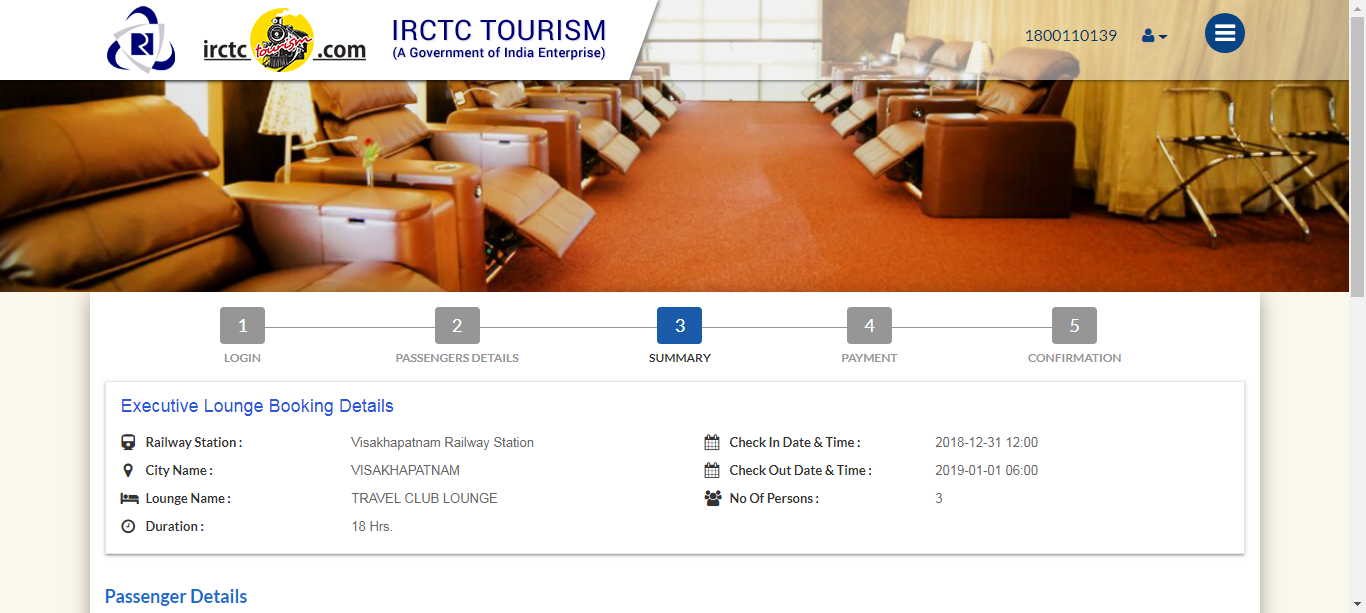 RI
irctc tourism .com
IRCTC TOURISM
(A Government of India Enterprise)
1800110139
1 2 3 4 5
LOGIN PASSENGERS DETAILS SUMMARY PAYMENT CONFIRMATION
Executive Lounge Booking Details
Railway Station : Visakhapatnam Railway Station Check In Date & Time : 2018-12-31 12:00
City Name : VISAKHAPATNAM Check Out Date & Time : 2019-01-01 06:00
Lounge Name : TRAVEL CLUB LOUNGE No Of Persons : 3
Duration : 18 Hrs.
Passenger Details